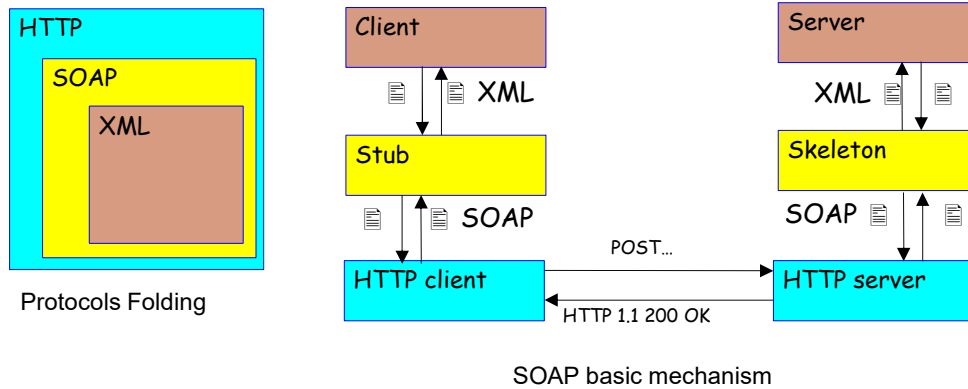 HTTP
SOAP
XML
Protocols Folding
Client
XML
Stub
SOAP
HTTP client
POST...
HTTP 1.1 200 OK
Server
XML
Skeleton
SOAP
HTTP server
SOAP basic mechanism